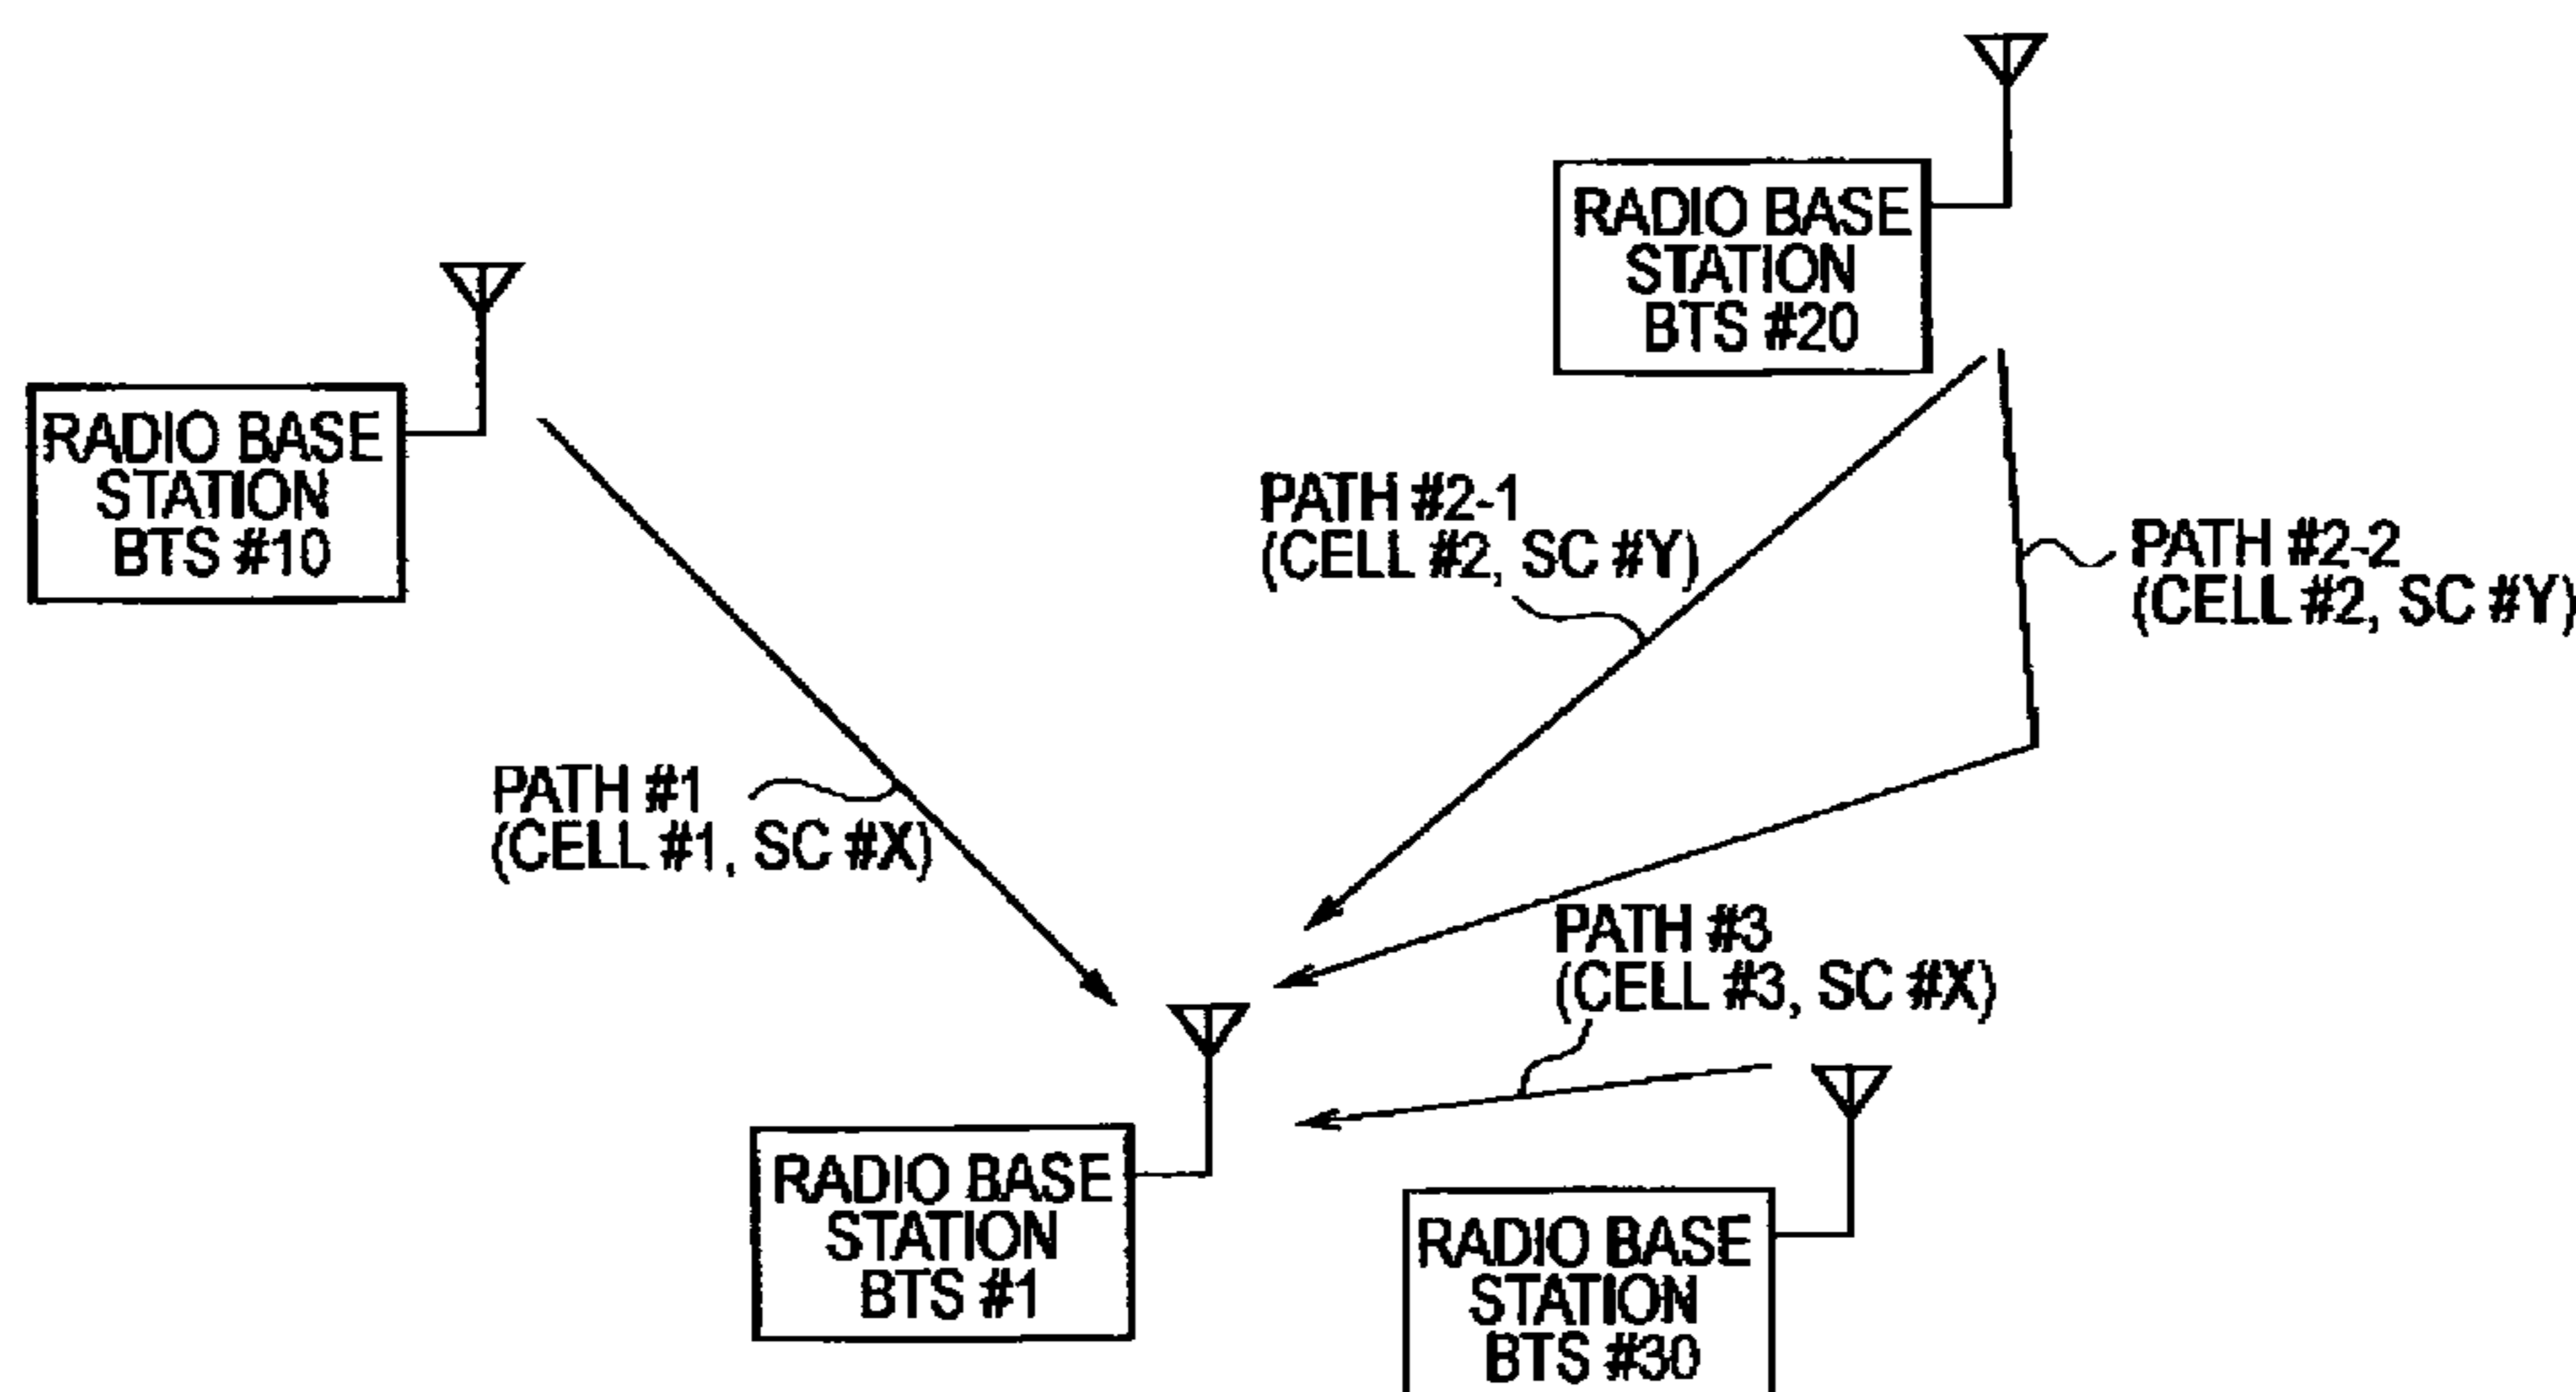 RADIO BASE
STATION
BTS #20
RADIO BASE
STATION
BTS #10
PATH #2-1
(CELL #2, SC #Y)
PATH #2-2
(CELL #2, SC #Y)
PATH #1
(CELL #1, SC #X)
PATH #3
(CELL #3, SC #X)
RADIO BASE
STATION
BTS #1
RADIO BASE
STATION
BTS #30